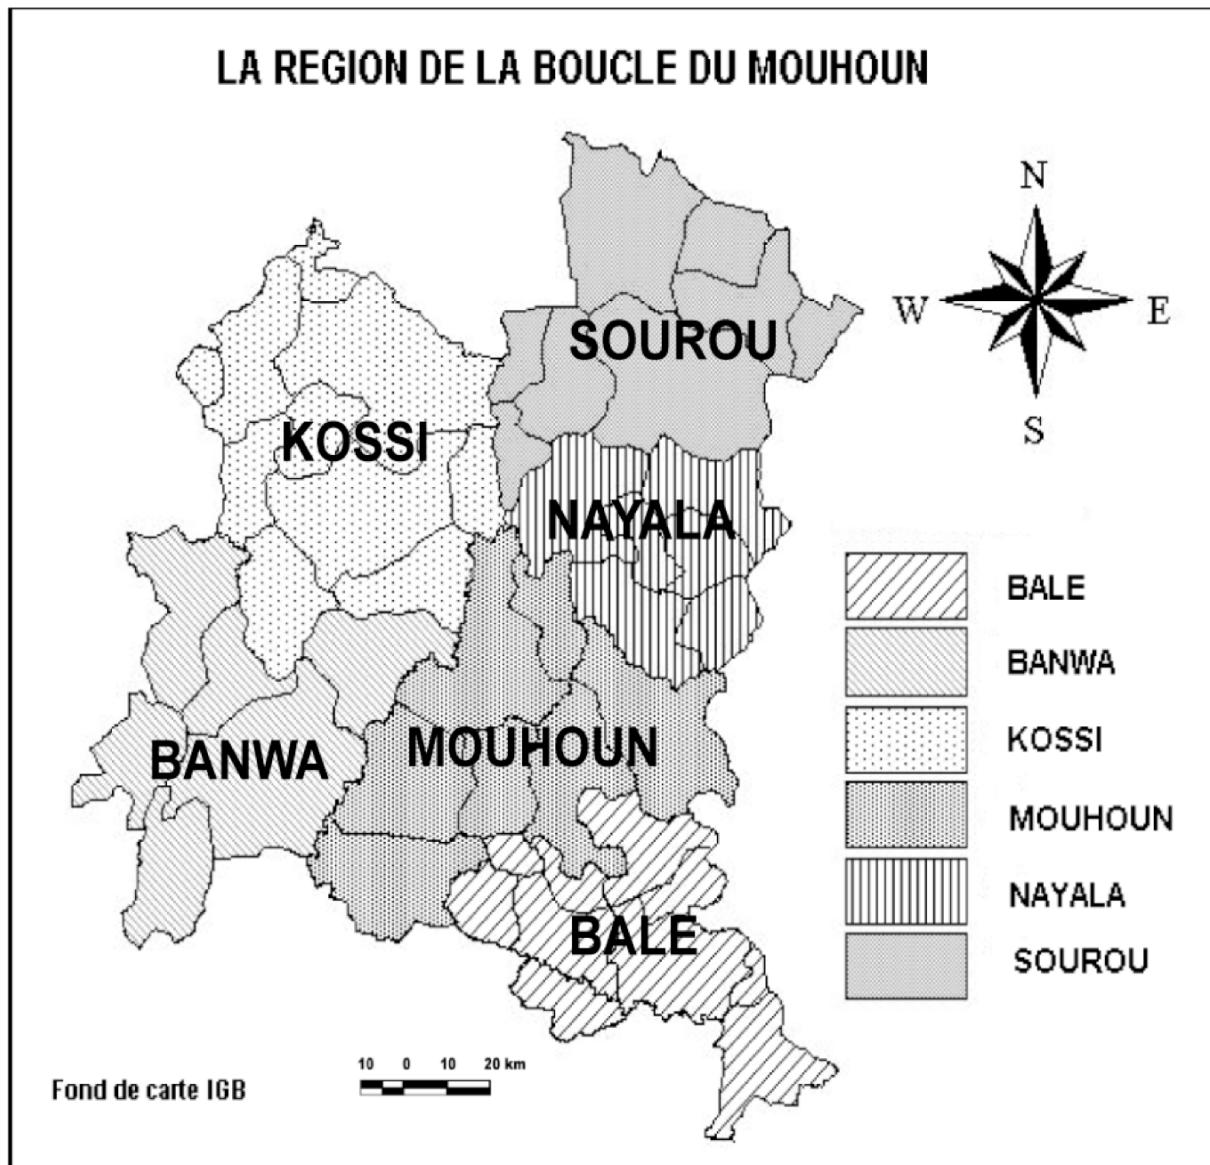 LA REGION DE LA BOUCLE DU MOUHOUN
N
W
E
S
SOUROU
KOSSI
NAYALA
BANWA
MOUHOUN
BALE
BALE
BANWA
KOSSI
MOUHOUN
NAYALA
SOUROU
10 0 10 20 km
Fond de carte IGB